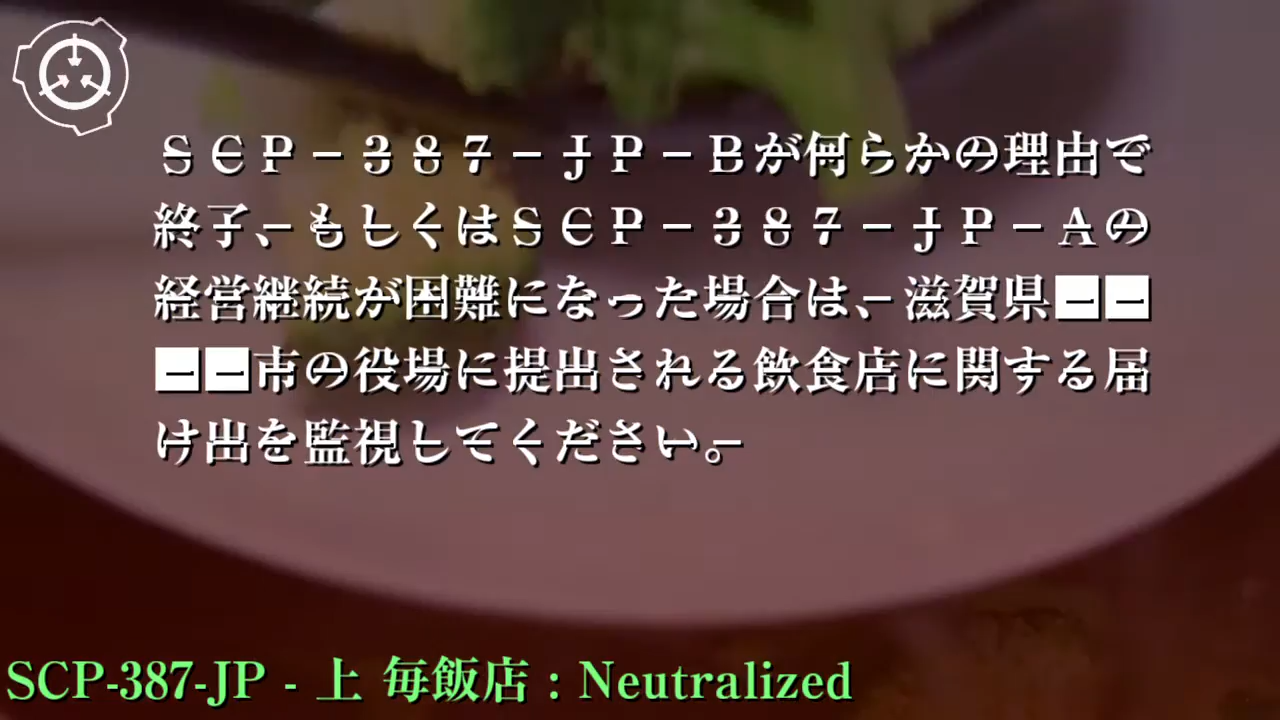 SCP-387-JP-Bが何らかの理由で
終了、もしくはSCP-387-JP-Aの
経営継続が困難になった場合は、滋賀県██
██市の役場に提出される飲食店に関する届
け出を監視してください。
SCP-387-JP - 上 毎飯店 : Neutralized